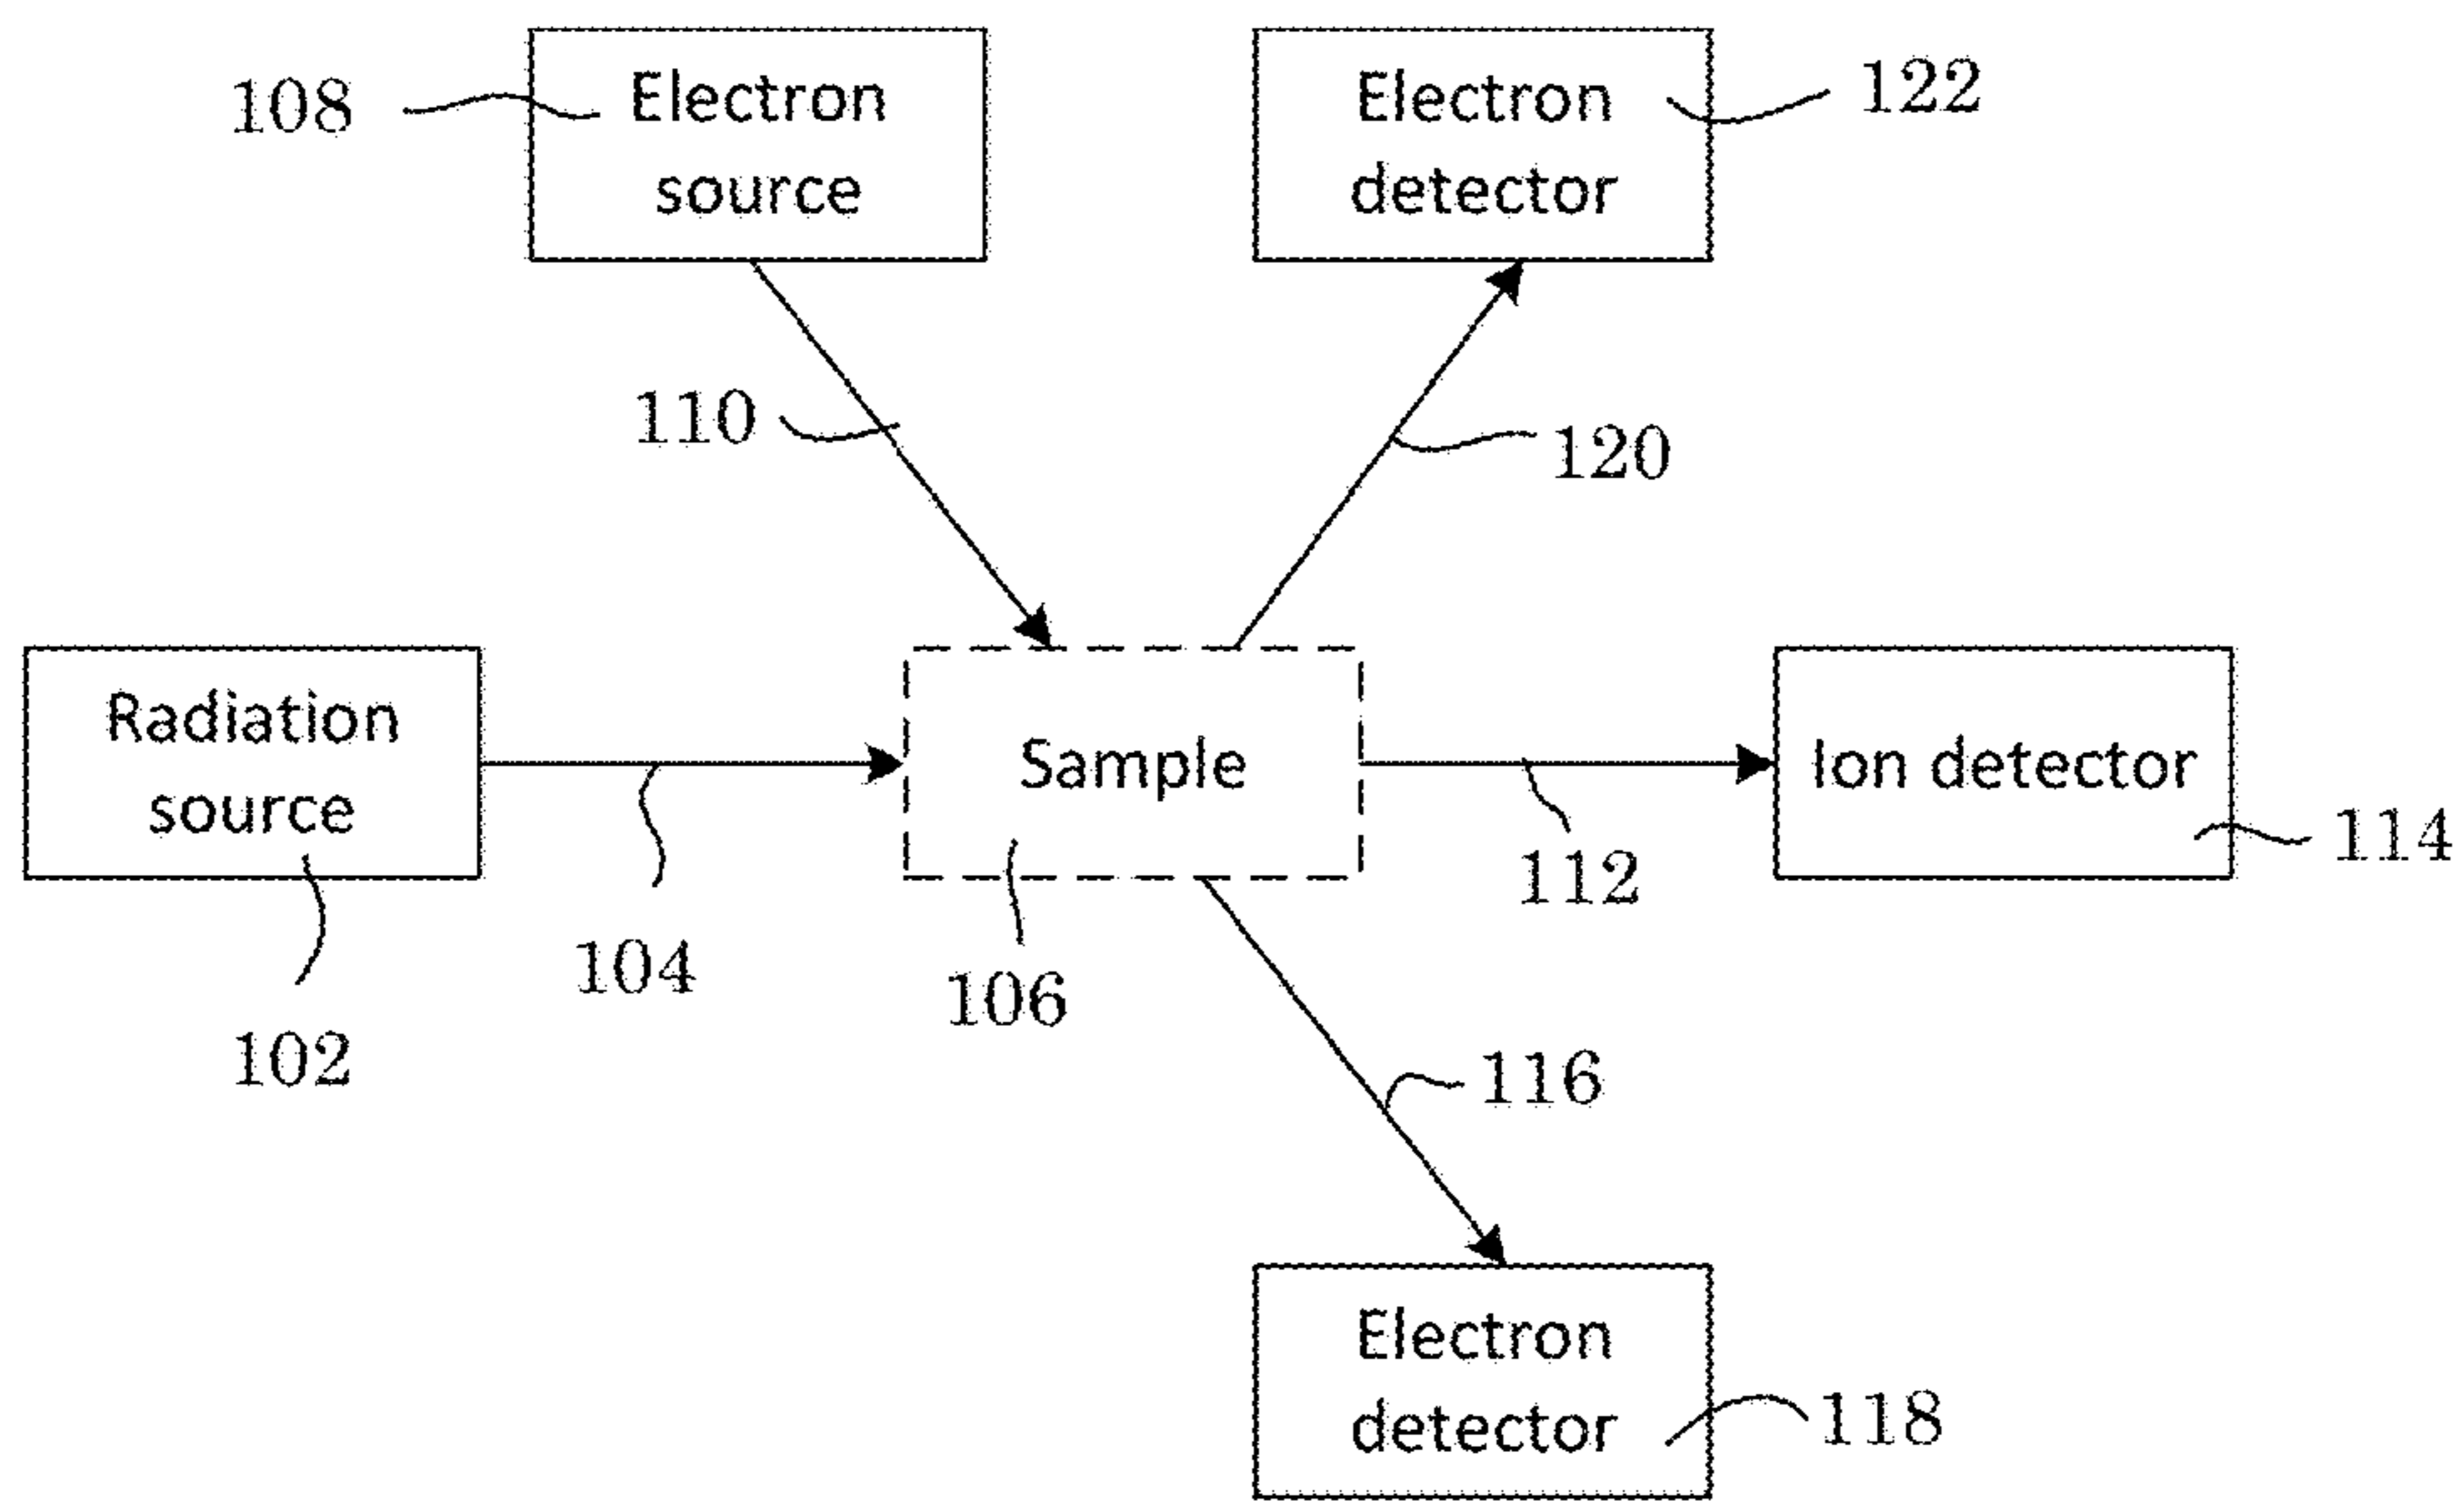 108
Electron
source
Electron
detector
122
110
120
Radiation
source
Sample
Ion detector
114
112
104
106
102
116
Electron
detector
118